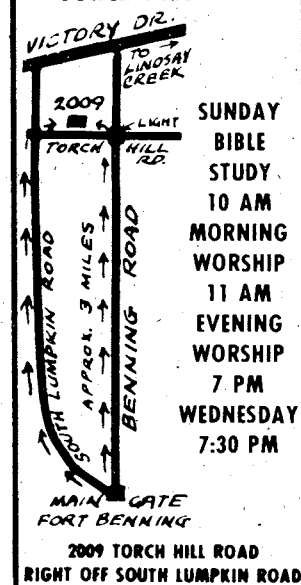 VICTORY DR.
TO
LINDSAY
CREEK
2009
LIGHT
TORCH HILL
RD.
SOUTH LUMPKIN ROAD
APPROX. 3 MILES
BENNING ROAD
MAIN GATE
FORT BENNING
SUNDAY
BIBLE
STUDY
10 AM
MORNING
WORSHIP
11 AM
EVENING
WORSHIP
7 PM
WEDNESDAY
7:30 PM
2009 TORCH HILL ROAD
RIGHT OFF SOUTH LUMPKIN ROAD